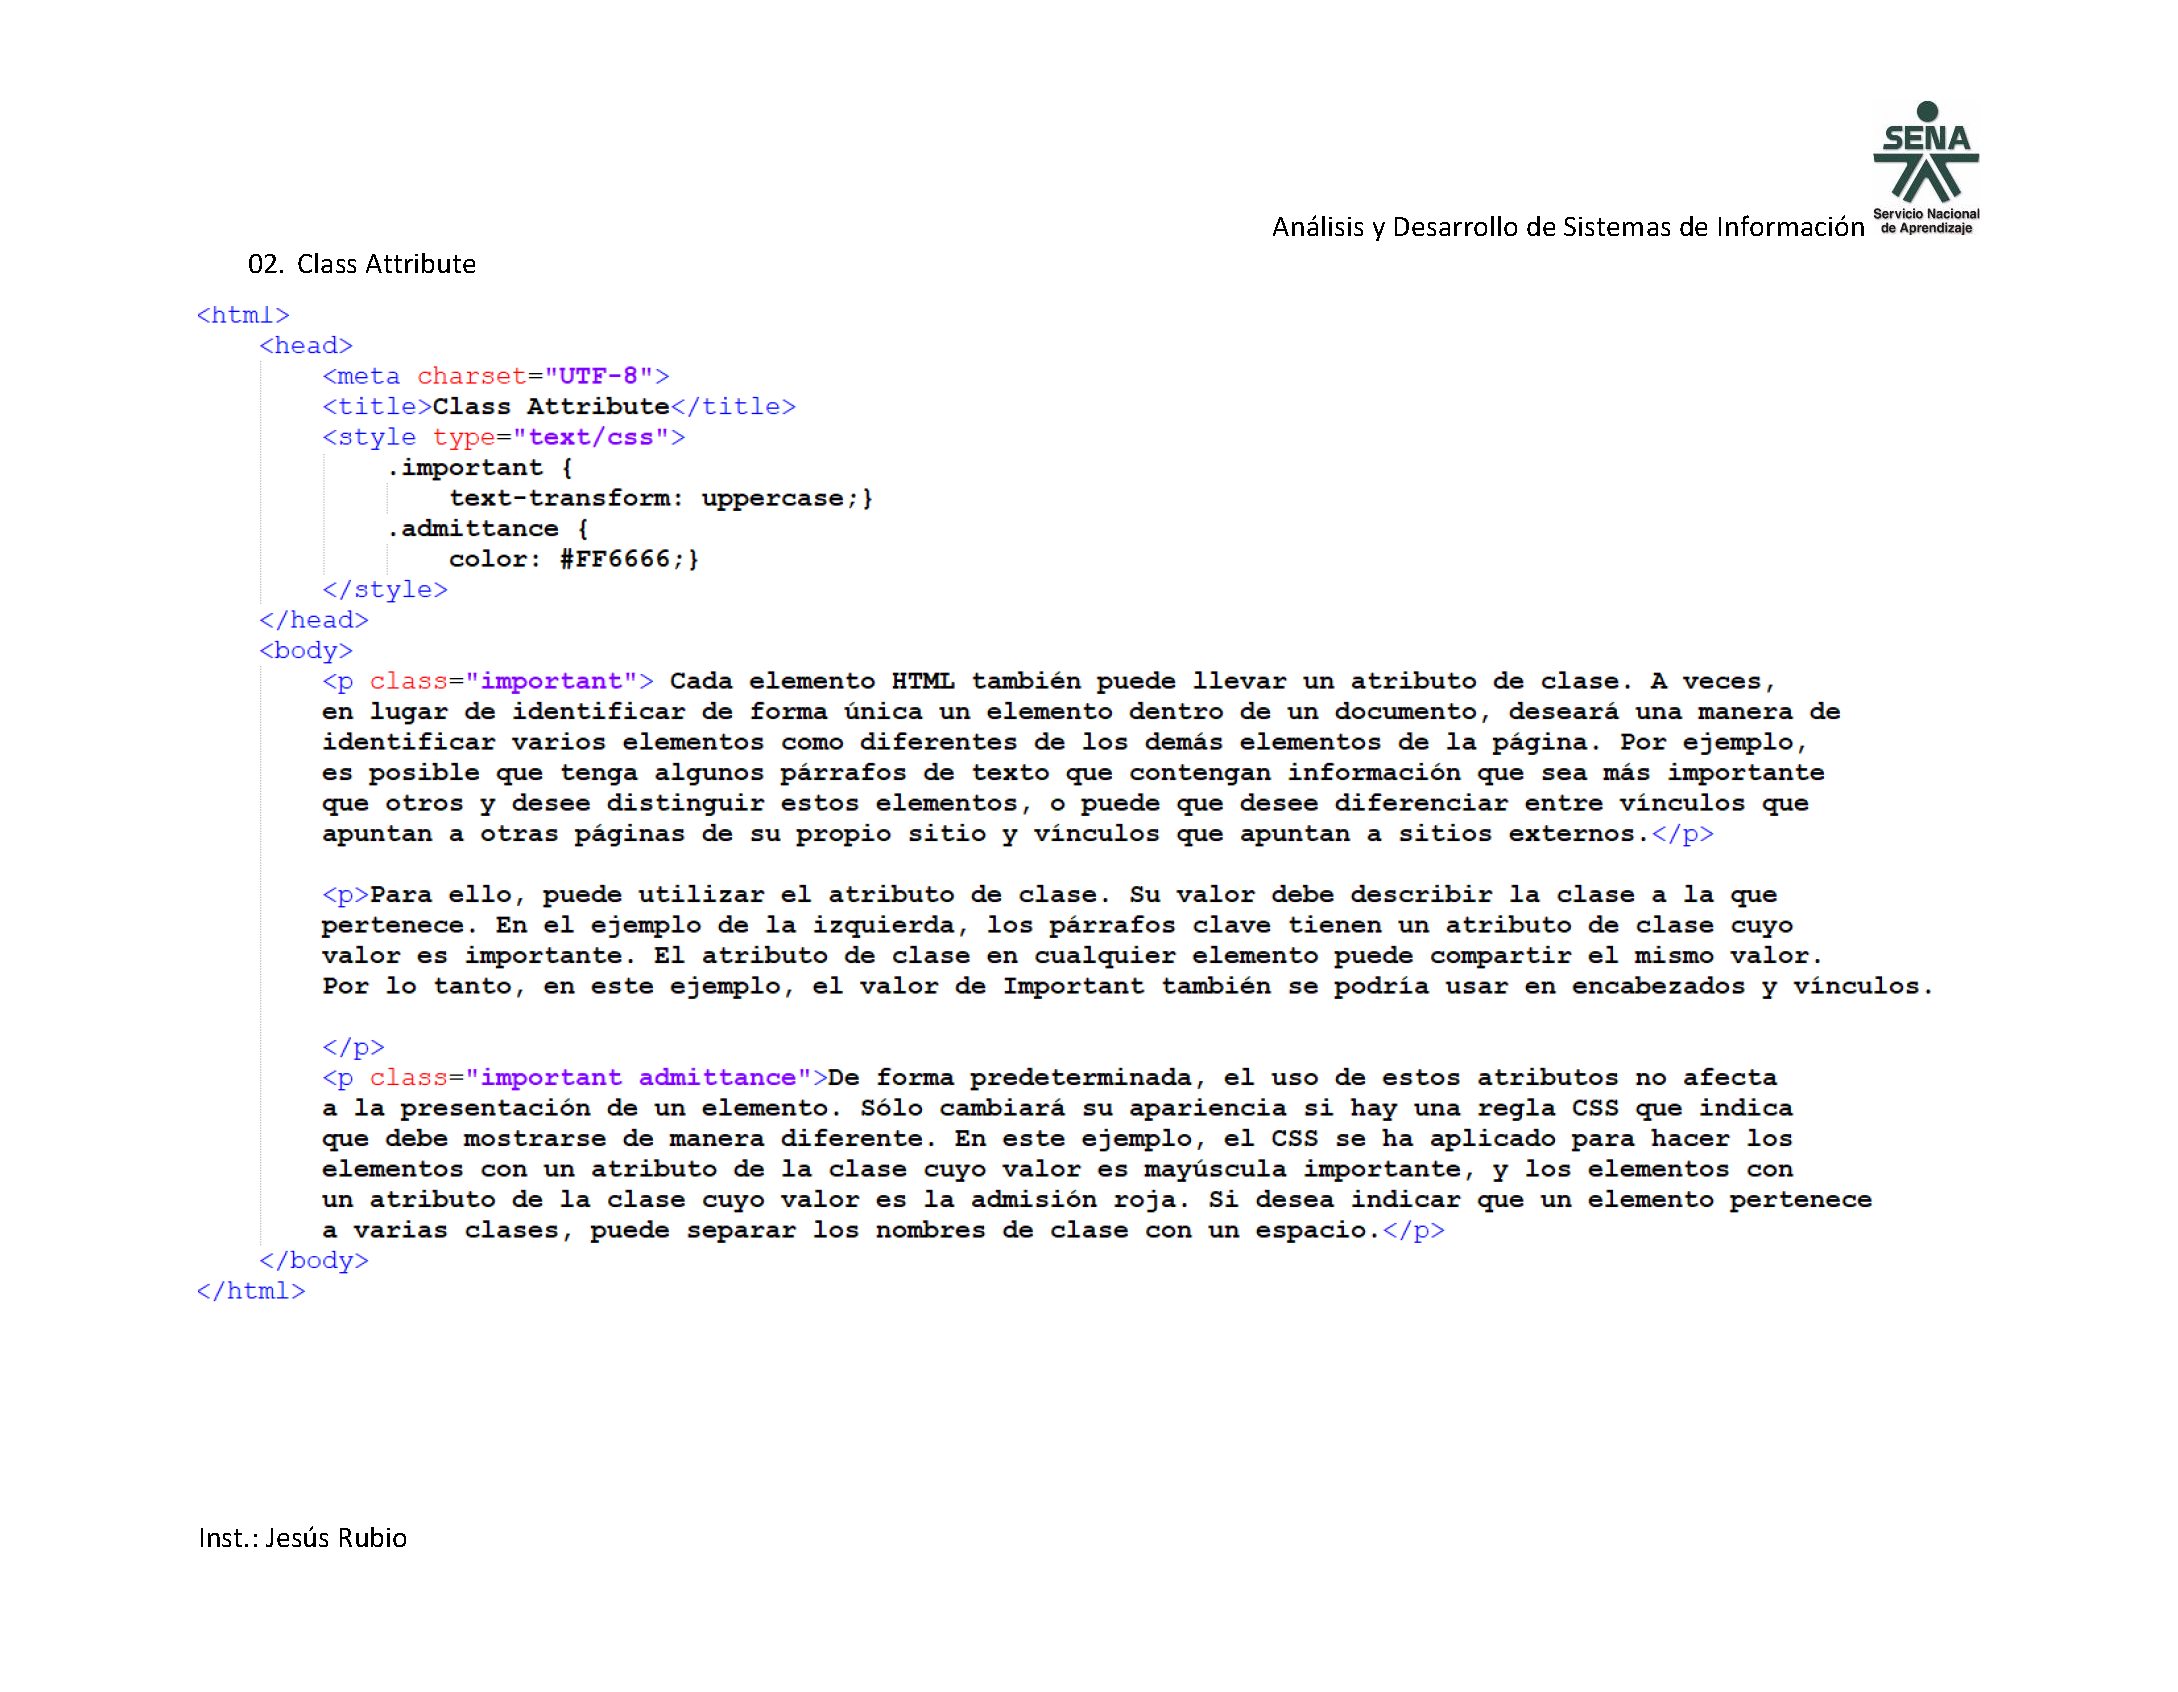 SENA
Servicio Nacional
de Aprendizaje
Análisis y Desarrollo de Sistemas de Información
02. Class Attribute
<html>
<head>
<meta charset="UTF-8">
<title>Class Attribute</title>
<style type="text/css">
.important {
text-transform: uppercase;}
.admittance {
color: #FF6666;}
</style>
</head>
<body>
<p class="important"> Cada elemento HTML también puede llevar un atributo de clase. A veces,
en lugar de identificar de forma única un elemento dentro de un documento, deseará una manera de
identificar varios elementos como diferentes de los demás elementos de la página. Por ejemplo,
es posible que tenga algunos párrafos de texto que contengan información que sea más importante
que otros y desee distinguir estos elementos, o puede que desee diferenciar entre vínculos que
apuntan a otras páginas de su propio sitio y vínculos que apuntan a sitios externos.</p>
<p>Para ello, puede utilizar el atributo de clase. Su valor debe describir la clase a la que
pertenece. En el ejemplo de la izquierda, los párrafos clave tienen un atributo de clase cuyo
valor es importante. El atributo de clase en cualquier elemento puede compartir el mismo valor.
Por lo tanto, en este ejemplo, el valor de Important también se podría usar en encabezados y vínculos.
</p>
<p class="important admittance">De forma predeterminada, el uso de estos atributos no afecta
a la presentación de un elemento. Sólo cambiará su apariencia si hay una regla CSS que indica
que debe mostrarse de manera diferente. En este ejemplo, el CSS se ha aplicado para hacer los
elementos con un atributo de la clase cuyo valor es mayúscula importante, y los elementos con
un atributo de la clase cuyo valor es la admisión roja. Si desea indicar que un elemento pertenece
a varias clases, puede separar los nombres de clase con un espacio.</p>
</body>
</html>
Inst.: Jesús Rubio